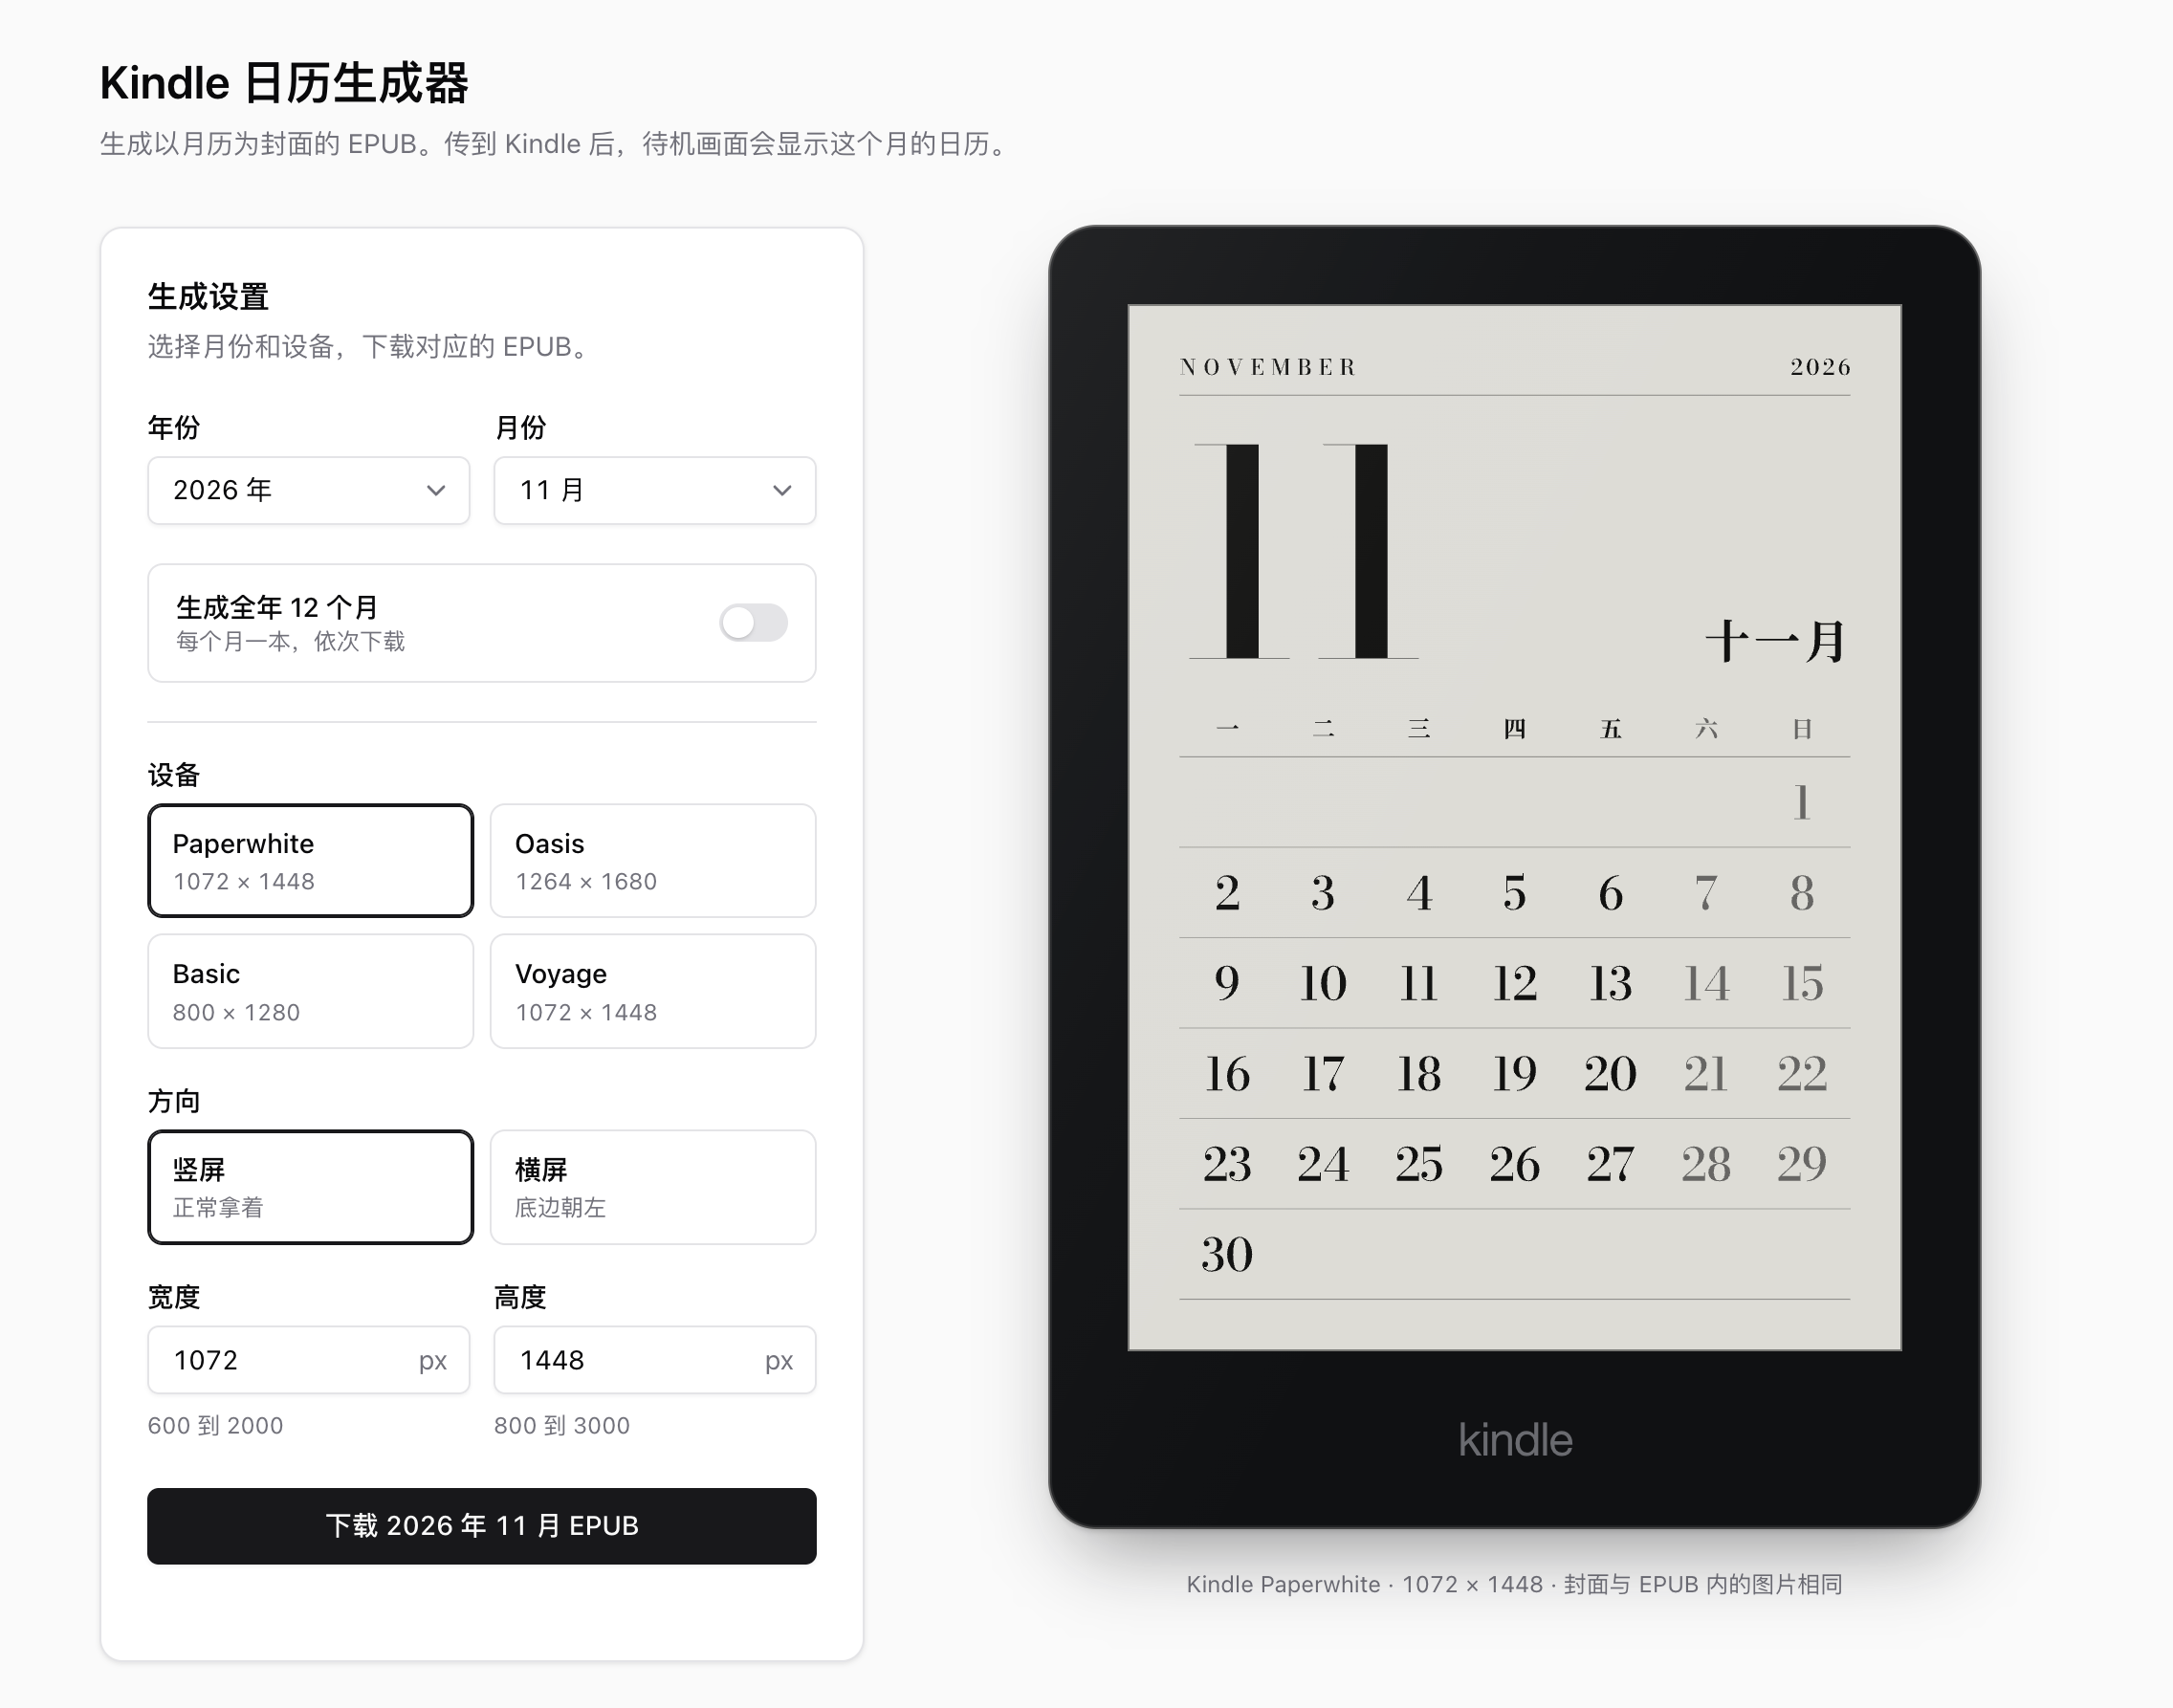 Kindle 日历生成器
生成以月历为封面的 EPUB。传到 Kindle 后，待机画面会显示这个月的日历。
生成设置
选择月份和设备，下载对应的 EPUB。
年份 月份
2026 年 11 月
生成全年 12 个月
每个月一本，依次下载
设备
Paperwhite Oasis
1072 × 1448 1264 × 1680
Basic Voyage
800 × 1280 1072 × 1448
方向
竖屏 横屏
正常拿着 底边朝左
宽度 高度
1072 px 1448 px
600 到 2000 800 到 3000
下载 2026 年 11 月 EPUB
NOVEMBER 2026
11
十一月
一 二 三 四 五 六 日
1
2 3 4 5 6 7 8
9 10 11 12 13 14 15
16 17 18 19 20 21 22
23 24 25 26 27 28 29
30
kindle
Kindle Paperwhite · 1072 × 1448 · 封面与 EPUB 内的图片相同